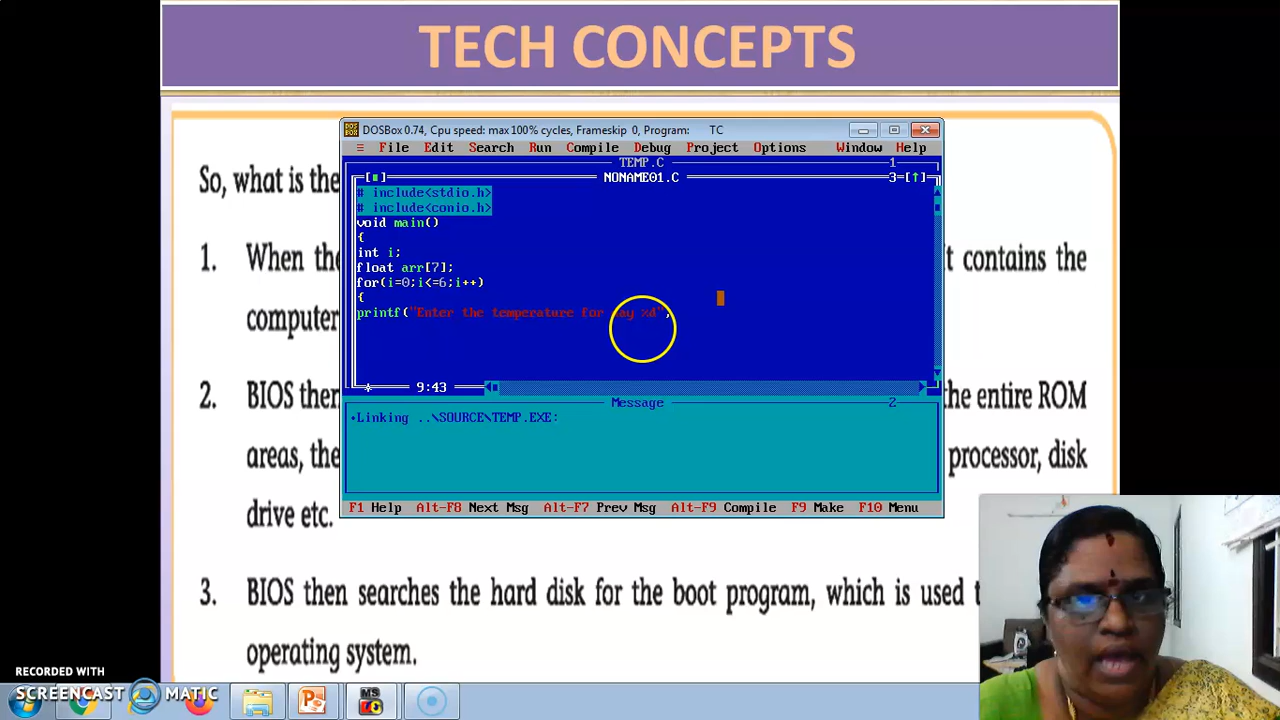 TECH CONCEPTS
So, what is the
1. When the
t contains the
computer
2. BIOS then
the entire ROM
areas, the
processor, disk
drive etc.
3. BIOS then searches the hard disk for the boot program, which is used t
operating system.
DOSBox 0.74, Cpu speed: max 100% cycles, Frameskip 0, Program: TC
≡ File Edit Search Run Compile Debug Project Options Window Help
TEMP.C 1
[■] NONAME01.C 3=[↑]
# include<stdio.h>
# include<conio.h>
void main()
{
int i;
float arr[7];
for(i=0;i<=6;i++)
{
printf("Enter the temperature for day %d",
* 9:43
Message 2
•Linking ..\SOURCE\TEMP.EXE:
F1 Help Alt-F8 Next Msg Alt-F7 Prev Msg Alt-F9 Compile F9 Make F10 Menu
RECORDED WITH
SCREENCAST MATIC